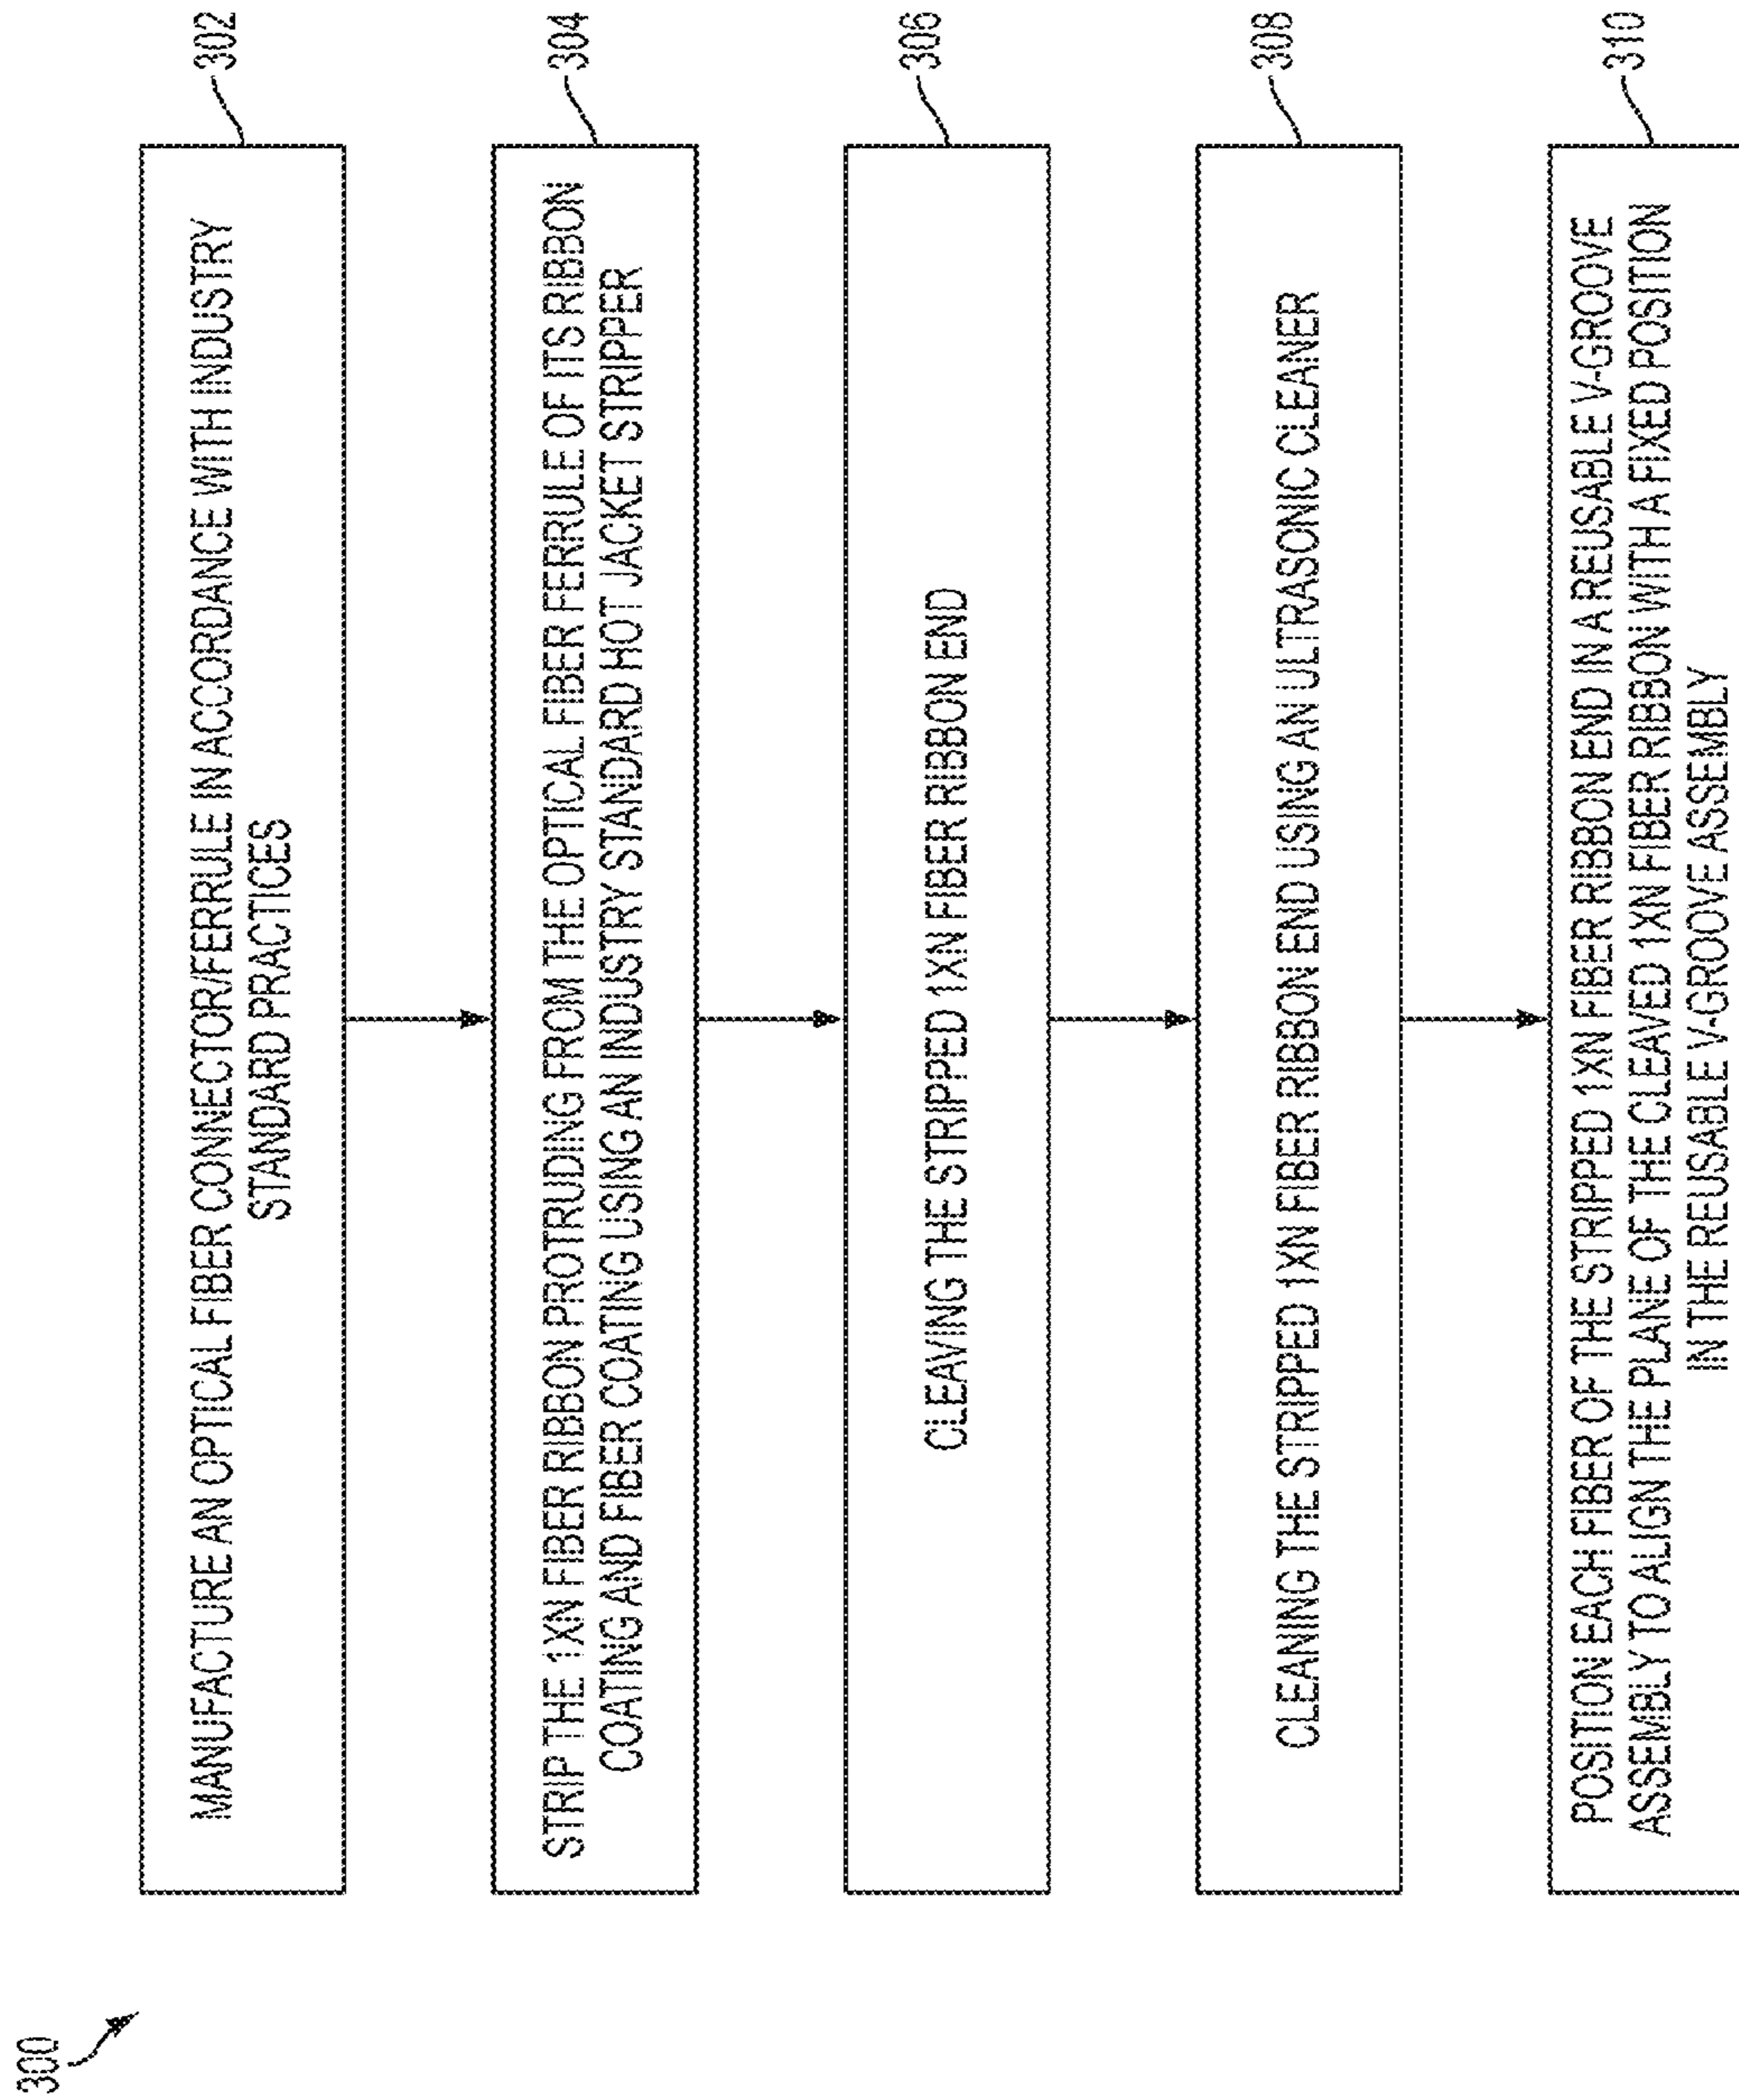 300
MANUFACTURE AN OPTICAL FIBER CONNECTOR/FERRULE IN ACCORDANCE WITH INDUSTRY
STANDARD PRACTICES
302
STRIP THE 1XN FIBER RIBBON PROTRUDING FROM THE OPTICAL FIBER FERRULE OF ITS RIBBON
COATING AND FIBER COATING USING AN INDUSTRY STANDARD HOT JACKET STRIPPER
304
CLEAVING THE STRIPPED 1XN FIBER RIBBON END
306
CLEANING THE STRIPPED 1XN FIBER RIBBON END USING AN ULTRASONIC CLEANER
308
POSITION EACH FIBER OF THE STRIPPED 1XN FIBER RIBBON END IN A REUSABLE V-GROOVE
ASSEMBLY TO ALIGN THE PLANE OF THE CLEAVED 1XN FIBER RIBBON WITH A FIXED POSITION
IN THE REUSABLE V-GROOVE ASSEMBLY
310